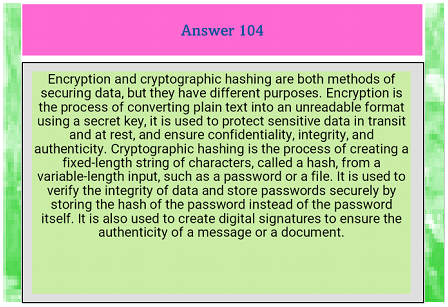 Answer 104
Encryption and cryptographic hashing are both methods of
securing data, but they have different purposes. Encryption is
the process of converting plain text into an unreadable format
using a secret key, it is used to protect sensitive data in transit
and at rest, and ensure confidentiality, integrity, and
authenticity. Cryptographic hashing is the process of creating a
fixed-length string of characters, called a hash, from a
variable-length input, such as a password or a file. It is used to
verify the integrity of data and store passwords securely by
storing the hash of the password instead of the password
itself. It is also used to create digital signatures to ensure the
authenticity of a message or a document.